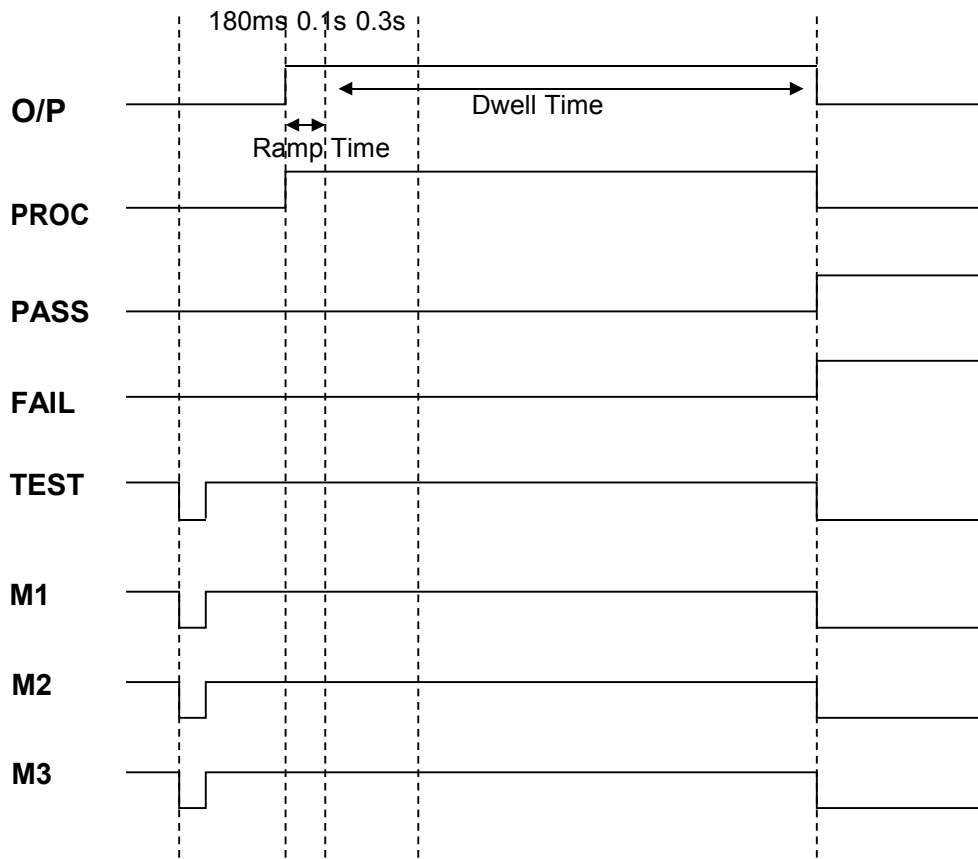 180ms 0.1s 0.3s
O/P
Dwell Time
Ramp Time
PROC
PASS
FAIL
TEST
M1
M2
M3